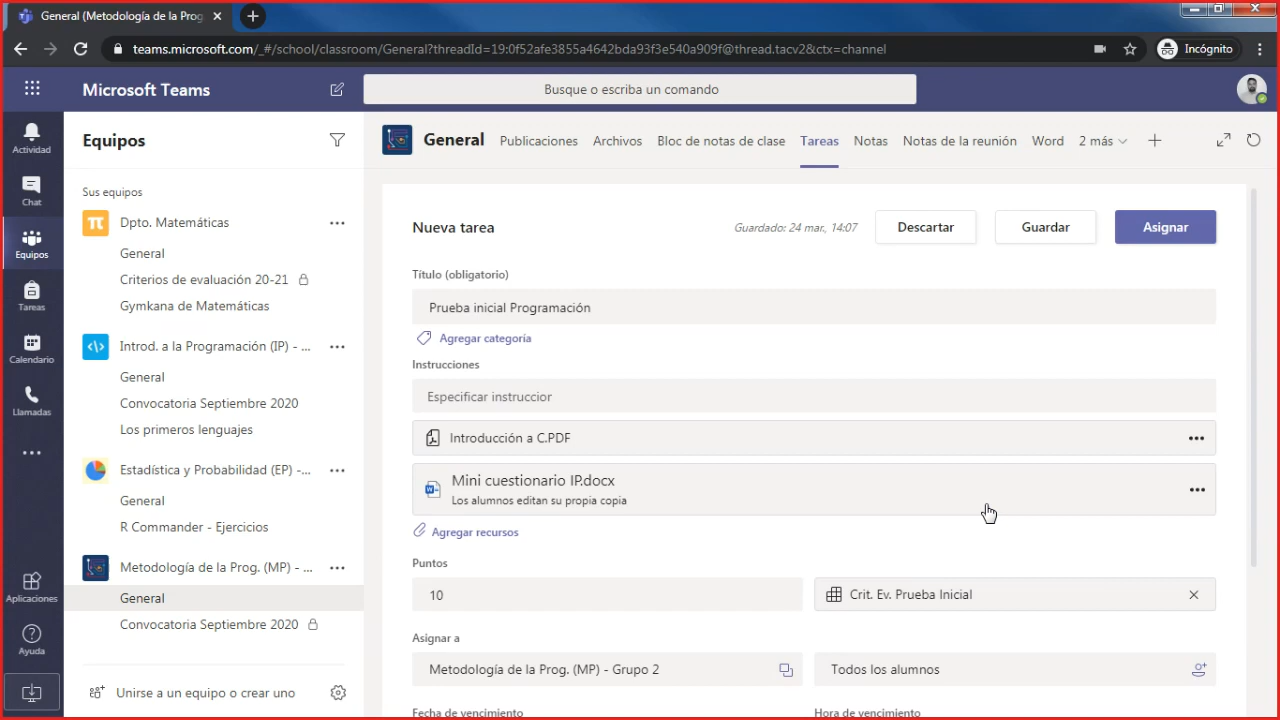 General (Metodología de la Prog
teams.microsoft.com/_#/school/classroom/General?threadId=19:0f52afe3855a4642bda93f3e540a909f@thread.tacv2&ctx=channel
Incógnito
Microsoft Teams
Busque o escriba un comando
Actividad
Chat
Equipos
Tareas
Calendario
Llamadas
Aplicaciones
Ayuda
Equipos
Sus equipos
Dpto. Matemáticas
General
Criterios de evaluación 20-21
Gymkana de Matemáticas
Introd. a la Programación (IP) - ...
General
Convocatoria Septiembre 2020
Los primeros lenguajes
Estadística y Probabilidad (EP) -...
General
R Commander - Ejercicios
Metodología de la Prog. (MP) - ...
General
Convocatoria Septiembre 2020
Unirse a un equipo o crear uno
General Publicaciones Archivos Bloc de notas de clase Tareas Notas Notas de la reunión Word 2 más
Nueva tarea
Guardado: 24 mar., 14:07
Descartar
Guardar
Asignar
Título (obligatorio)
Prueba inicial Programación
Agregar categoría
Instrucciones
Especificar instruccior
Introducción a C.PDF
Mini cuestionario IP.docx
Los alumnos editan su propia copia
Agregar recursos
Puntos
10
Crit. Ev. Prueba Inicial
Asignar a
Metodología de la Prog. (MP) - Grupo 2
Todos los alumnos
Fecha de vencimiento
Hora de vencimiento